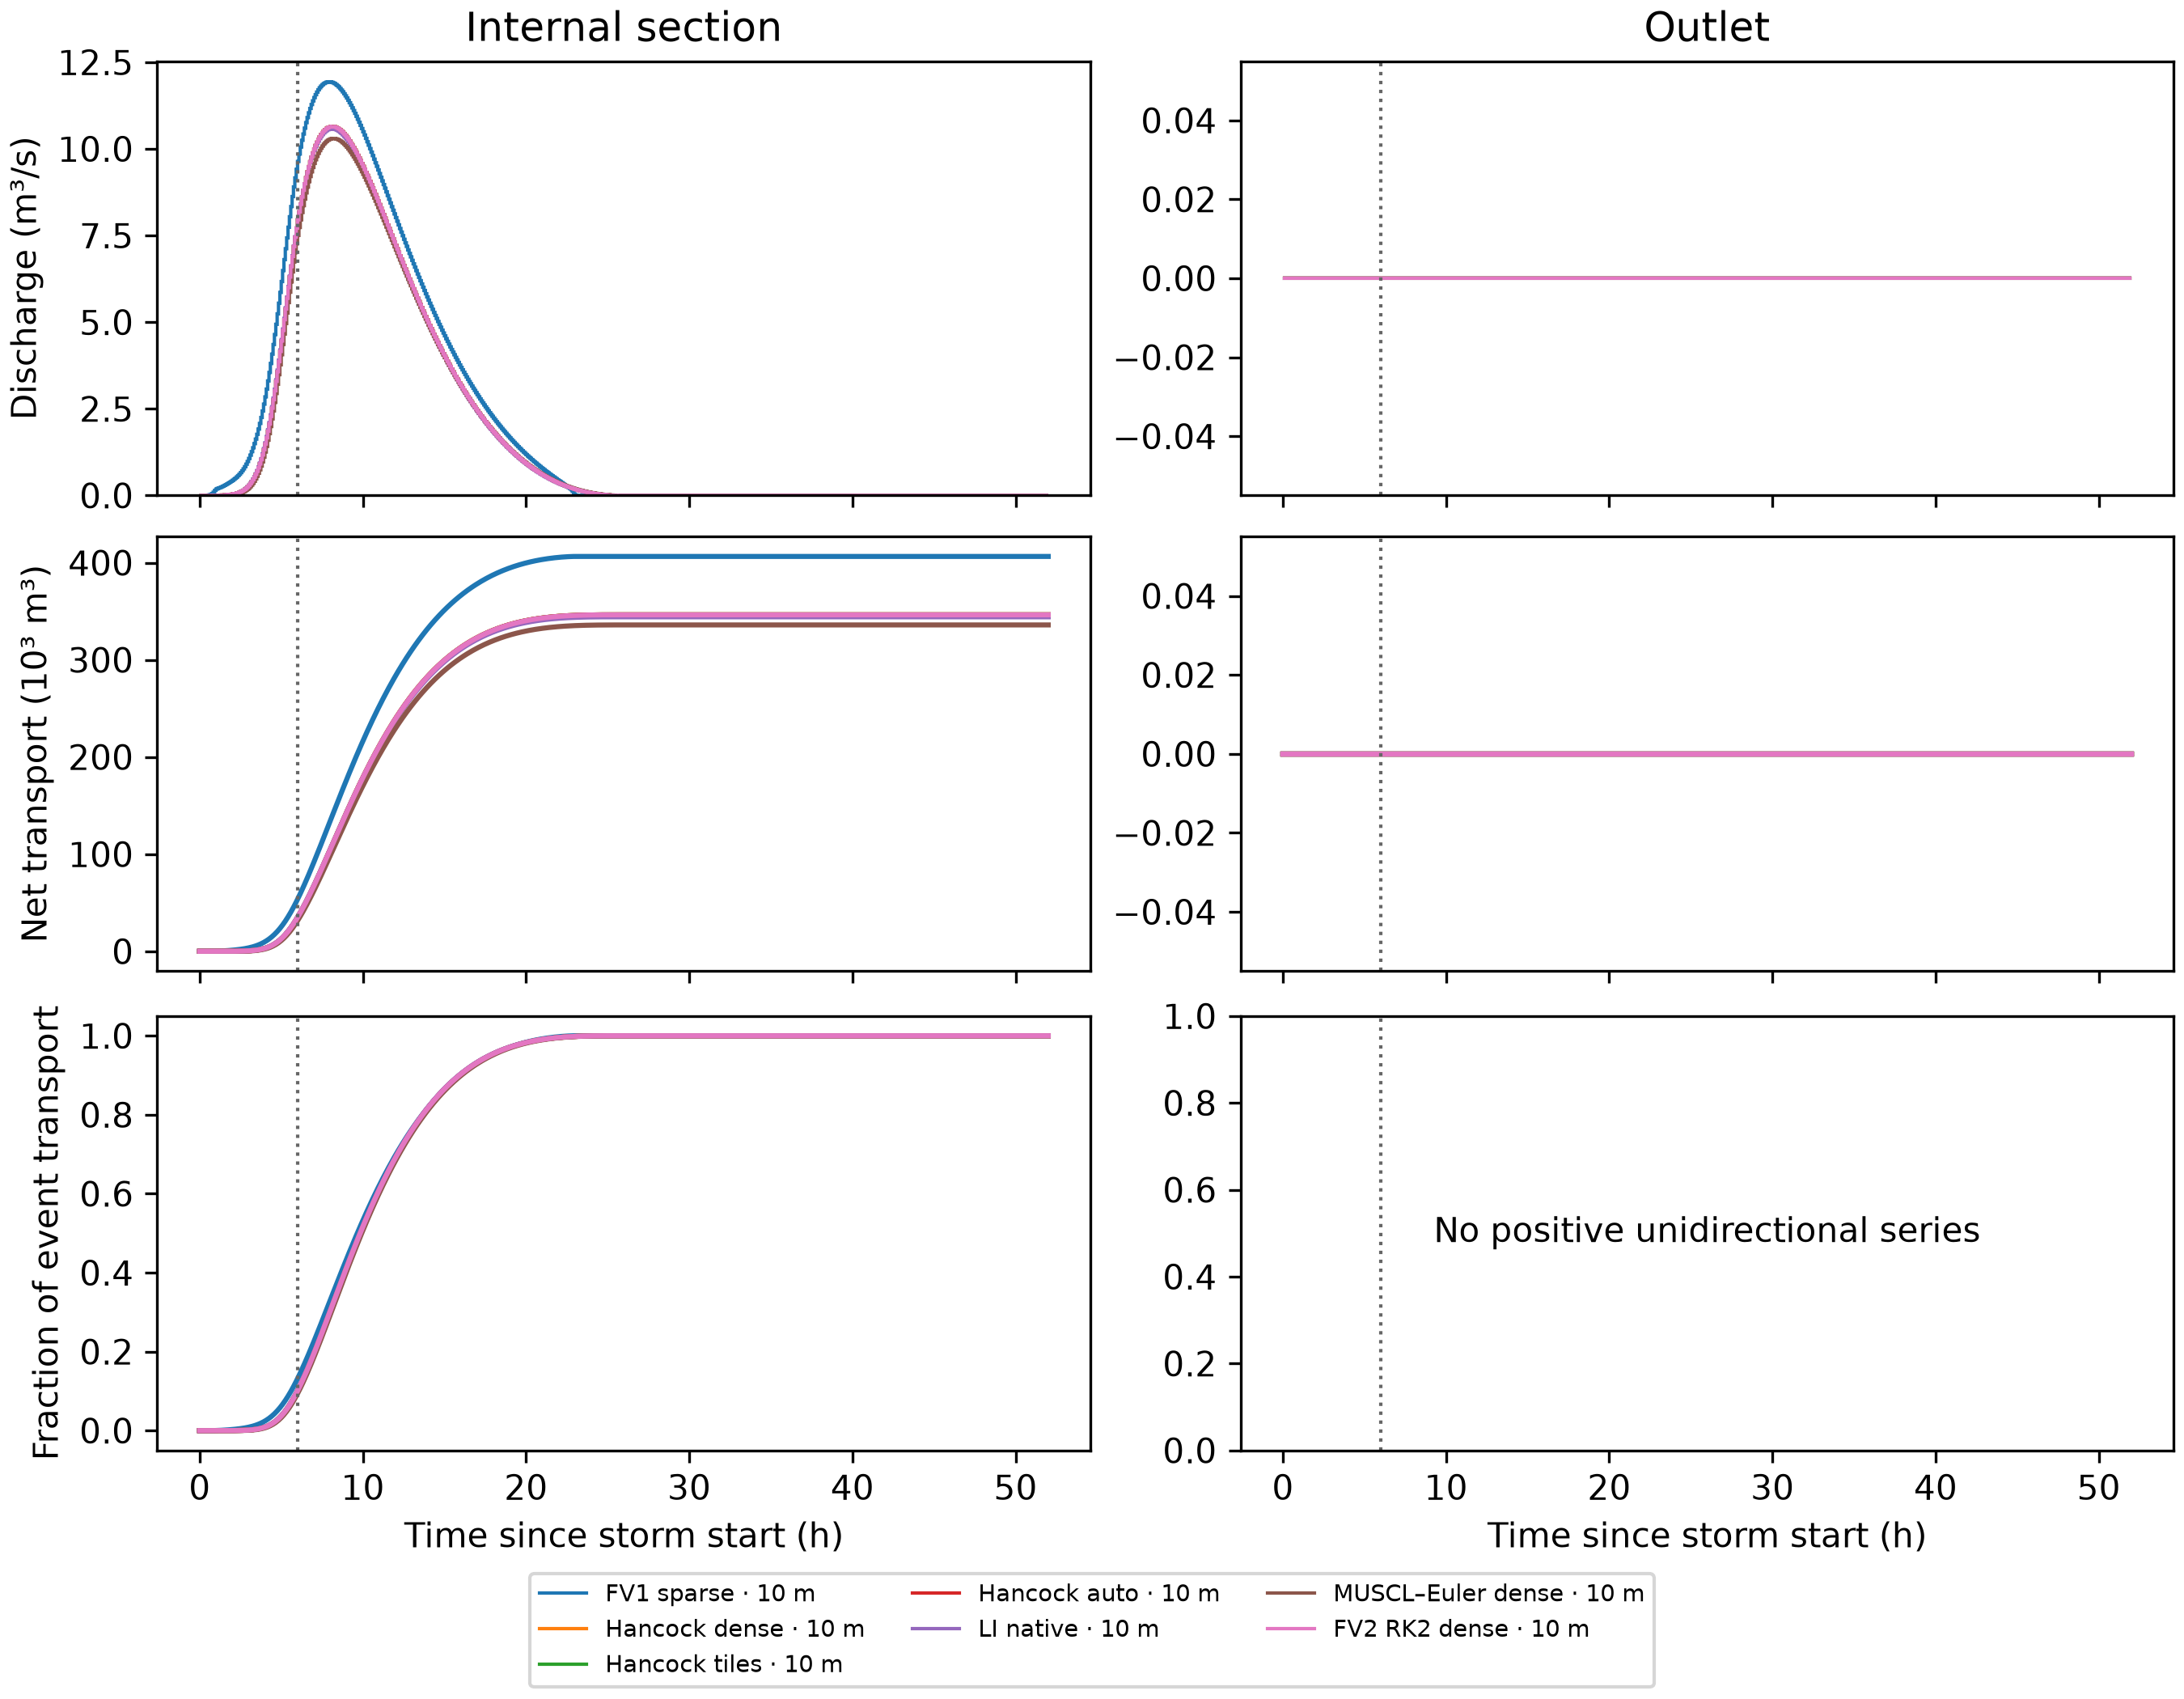 Internal section
Outlet
Discharge (m³/s)
12.5
10.0
7.5
5.0
2.5
0.0
0.04
0.02
0.00
−0.02
−0.04
Net transport (10³ m³)
400
300
200
100
0
0.04
0.02
0.00
−0.02
−0.04
Fraction of event transport
1.0
0.8
0.6
0.4
0.2
0.0
0 10 20 30 40 50
Time since storm start (h)
1.0
0.8
0.6
0.4
0.2
0.0
No positive unidirectional series
0 10 20 30 40 50
Time since storm start (h)
FV1 sparse · 10 m
Hancock dense · 10 m
Hancock tiles · 10 m
Hancock auto · 10 m
LI native · 10 m
MUSCL–Euler dense · 10 m
FV2 RK2 dense · 10 m